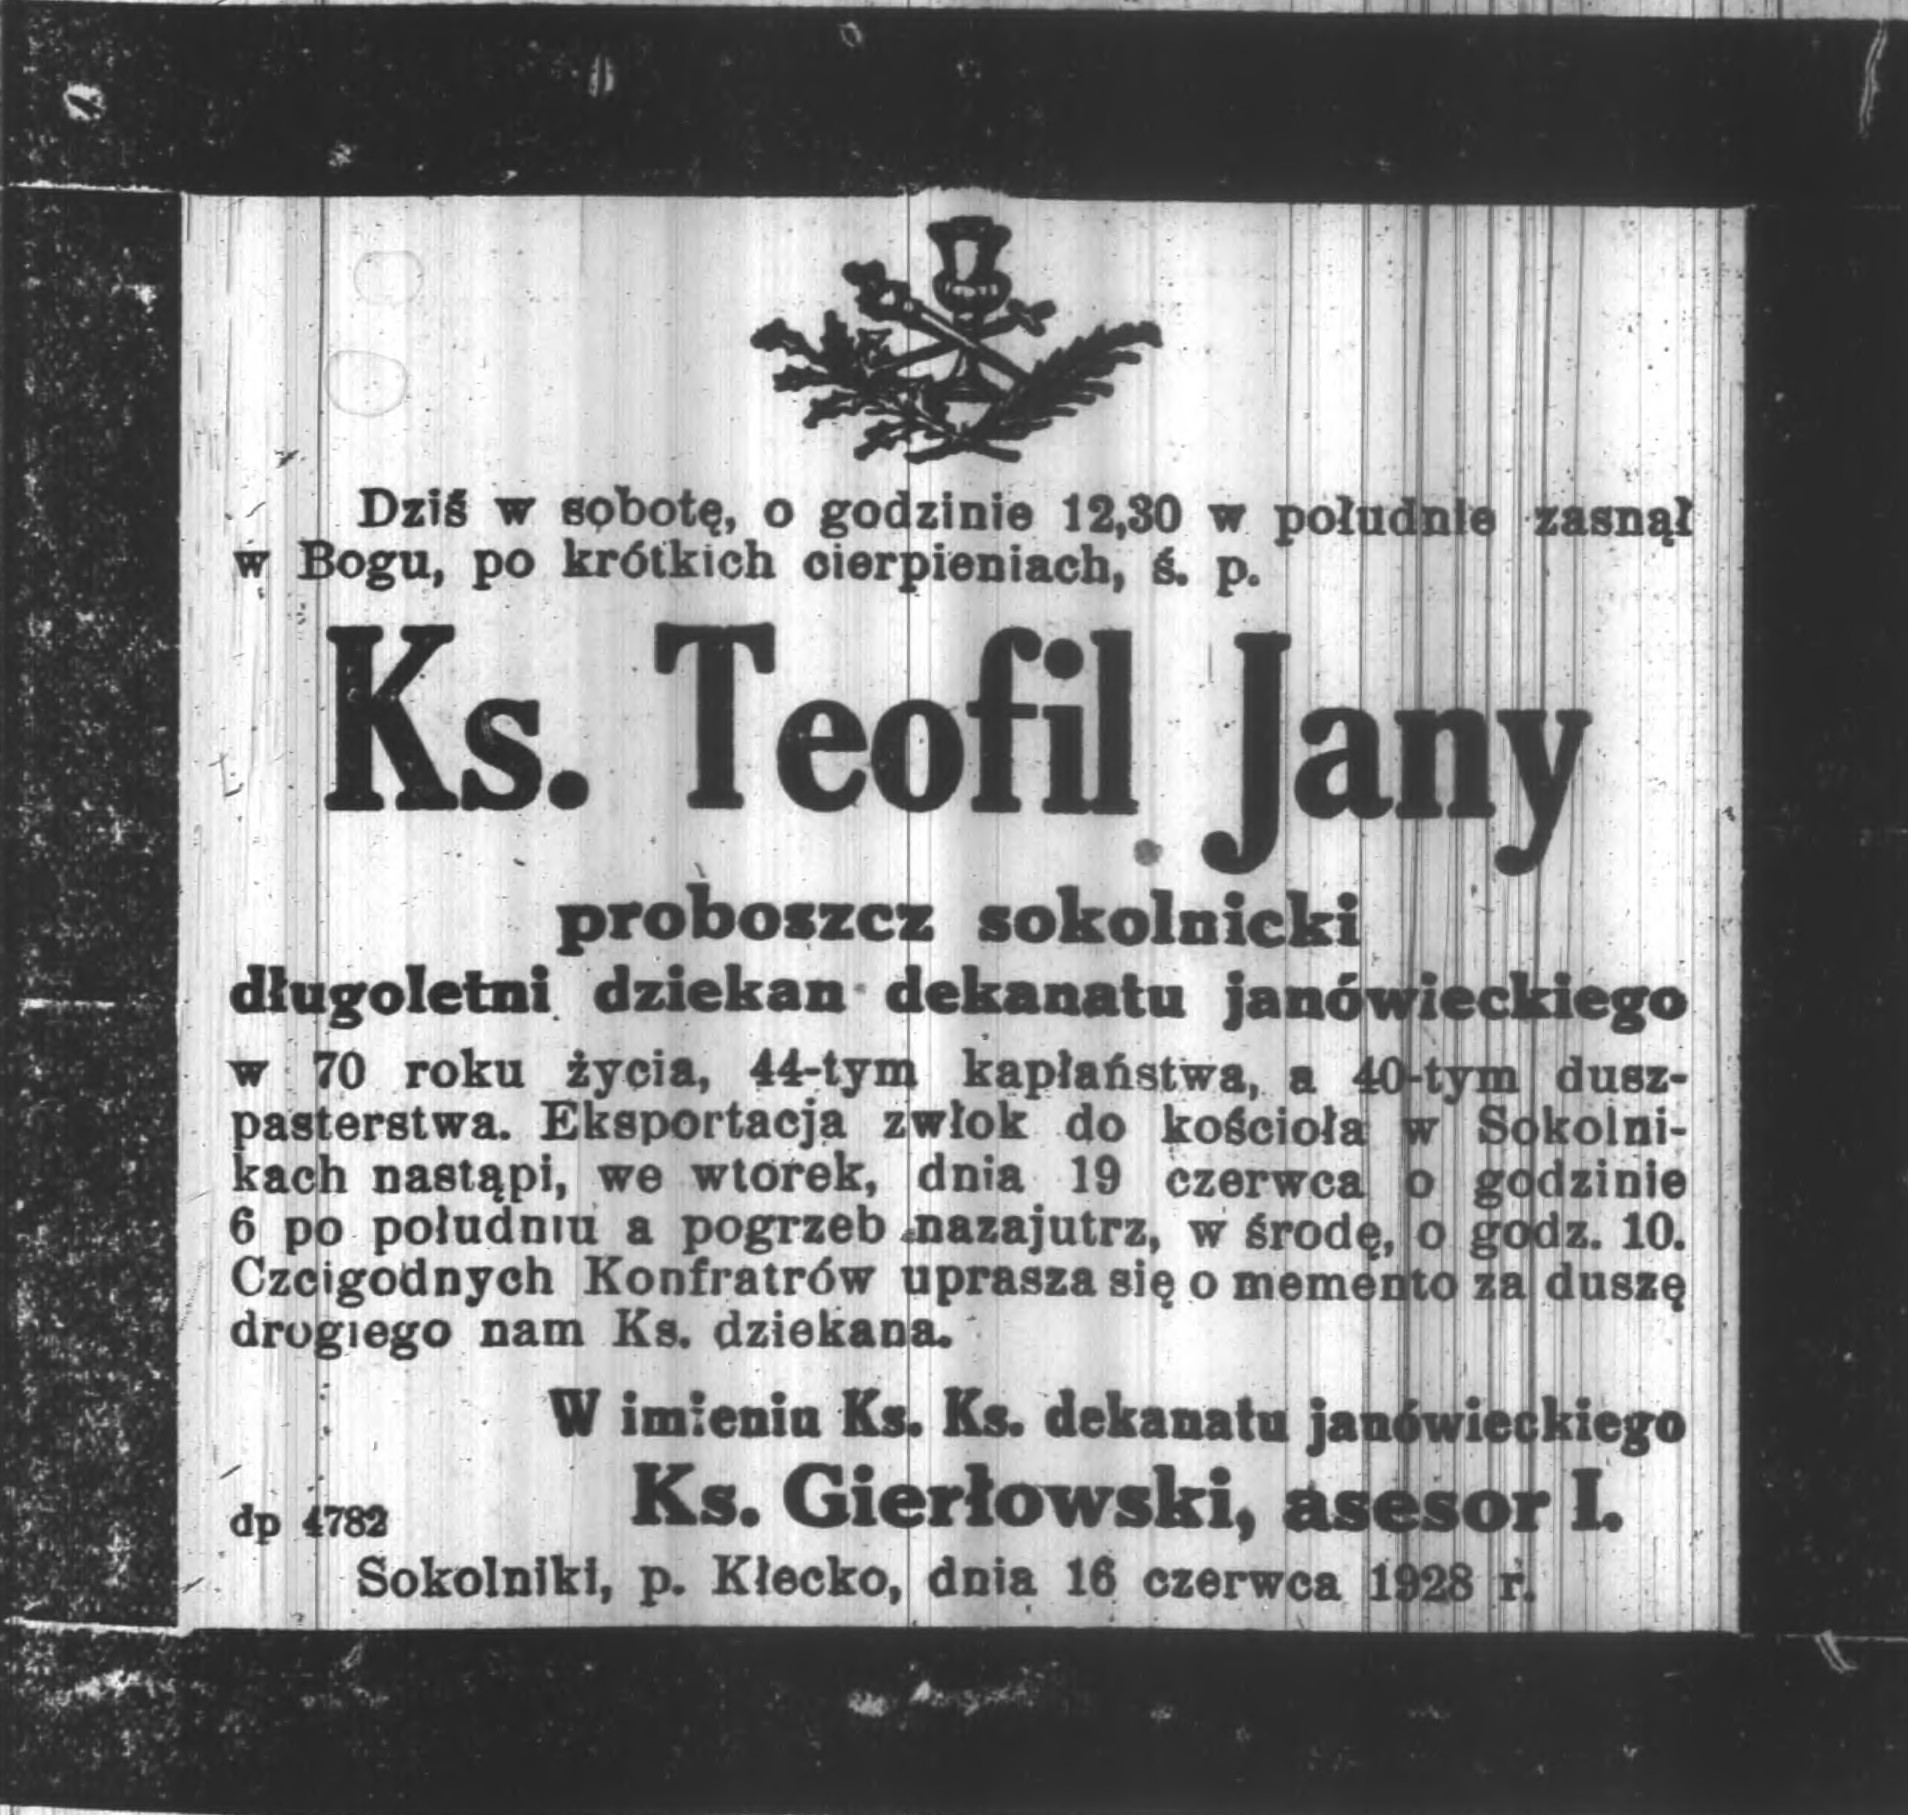 Dziś w sobotę, o godzinie 12,30 w południe zasnął
w Bogu, po krótkich cierpieniach, ś. p.
Ks. Teofil Jany
proboszcz sokolnicki
długoletni dziekan dekanatu janówieckiego
w 70 roku życia, 44-tym kapłaństwa, a 40-tym dusz-
pasterstwa. Eksportacja zwłok do kościoła w Sokolni-
kach nastąpi, we wtorek, dnia 19 czerwca o godzinie
6 po południu a pogrzeb nazajutrz, w środę, o godz. 10.
Czcigodnych Konfratrów uprasza się o memento za duszę
drogiego nam Ks. dziekana.
W imieniu Ks. Ks. dekanatu janówieckiego
Ks. Gierłowski, asesor I.
dp 4782
Sokolniki, p. Kłecko, dnia 16 czerwca 1928 r.